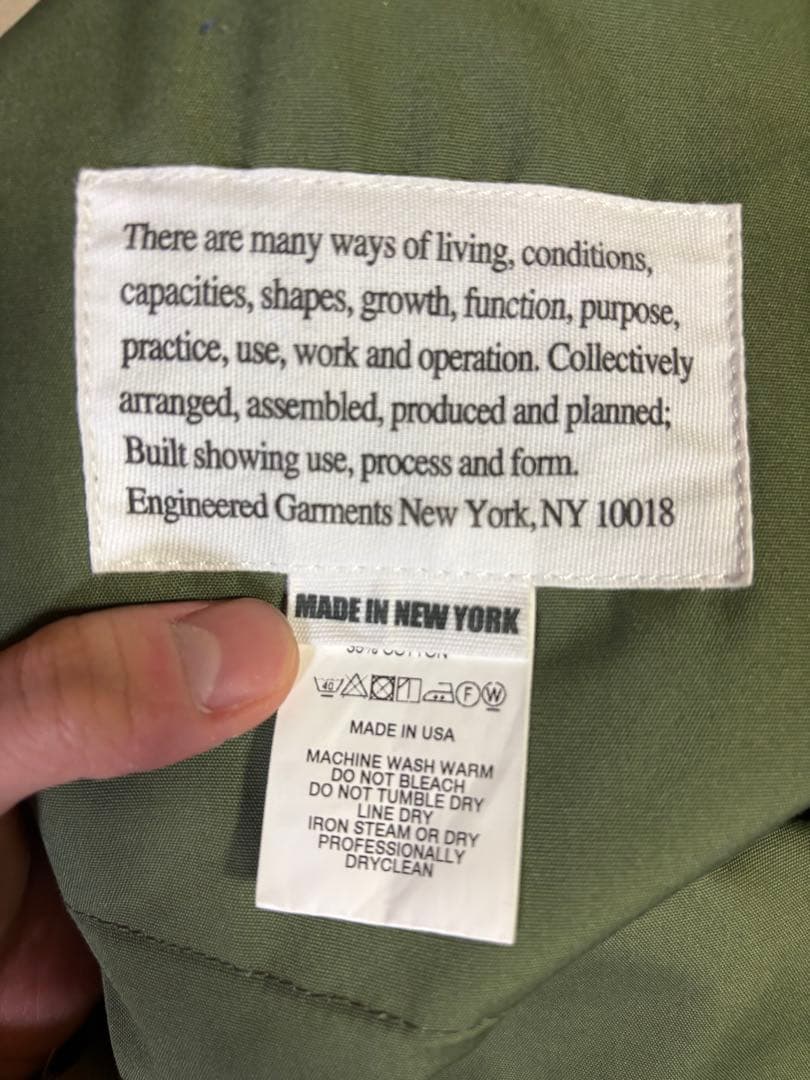 There are many ways of living, conditions,
capacities, shapes, growth, function, purpose,
practice, use, work and operation. Collectively
arranged, assembled, produced and planned;
Built showing use, process and form.
Engineered Garments New York, NY 10018
MADE IN NEW YORK
40 F W
MADE IN USA
MACHINE WASH WARM
DO NOT BLEACH
DO NOT TUMBLE DRY
LINE DRY
IRON STEAM OR DRY
PROFESSIONALLY
DRYCLEAN